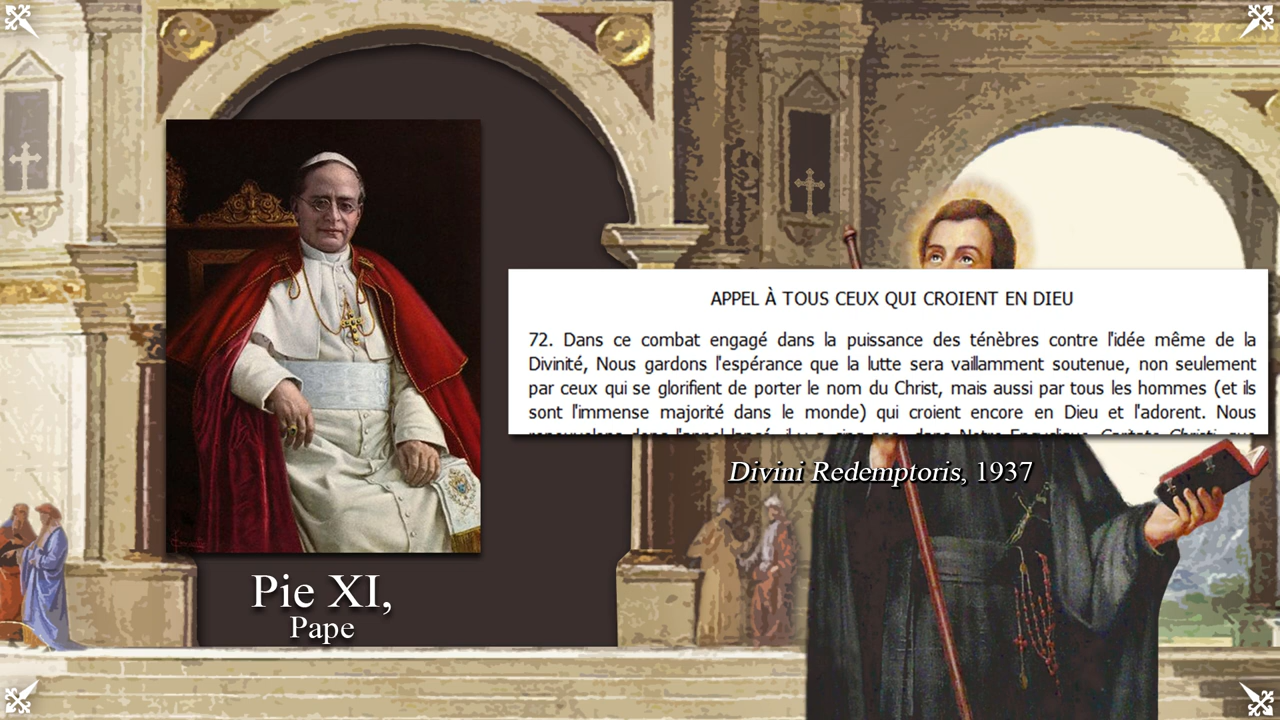 APPEL À TOUS CEUX QUI CROIENT EN DIEU
72. Dans ce combat engagé dans la puissance des ténèbres contre l'idée même de la
Divinité, Nous gardons l'espérance que la lutte sera vaillamment soutenue, non seulement
par ceux qui se glorifient de porter le nom du Christ, mais aussi par tous les hommes (et ils
sont l'immense majorité dans le monde) qui croient encore en Dieu et l'adorent. Nous
Divini Redemptoris, 1937
Pie XI,
Pape